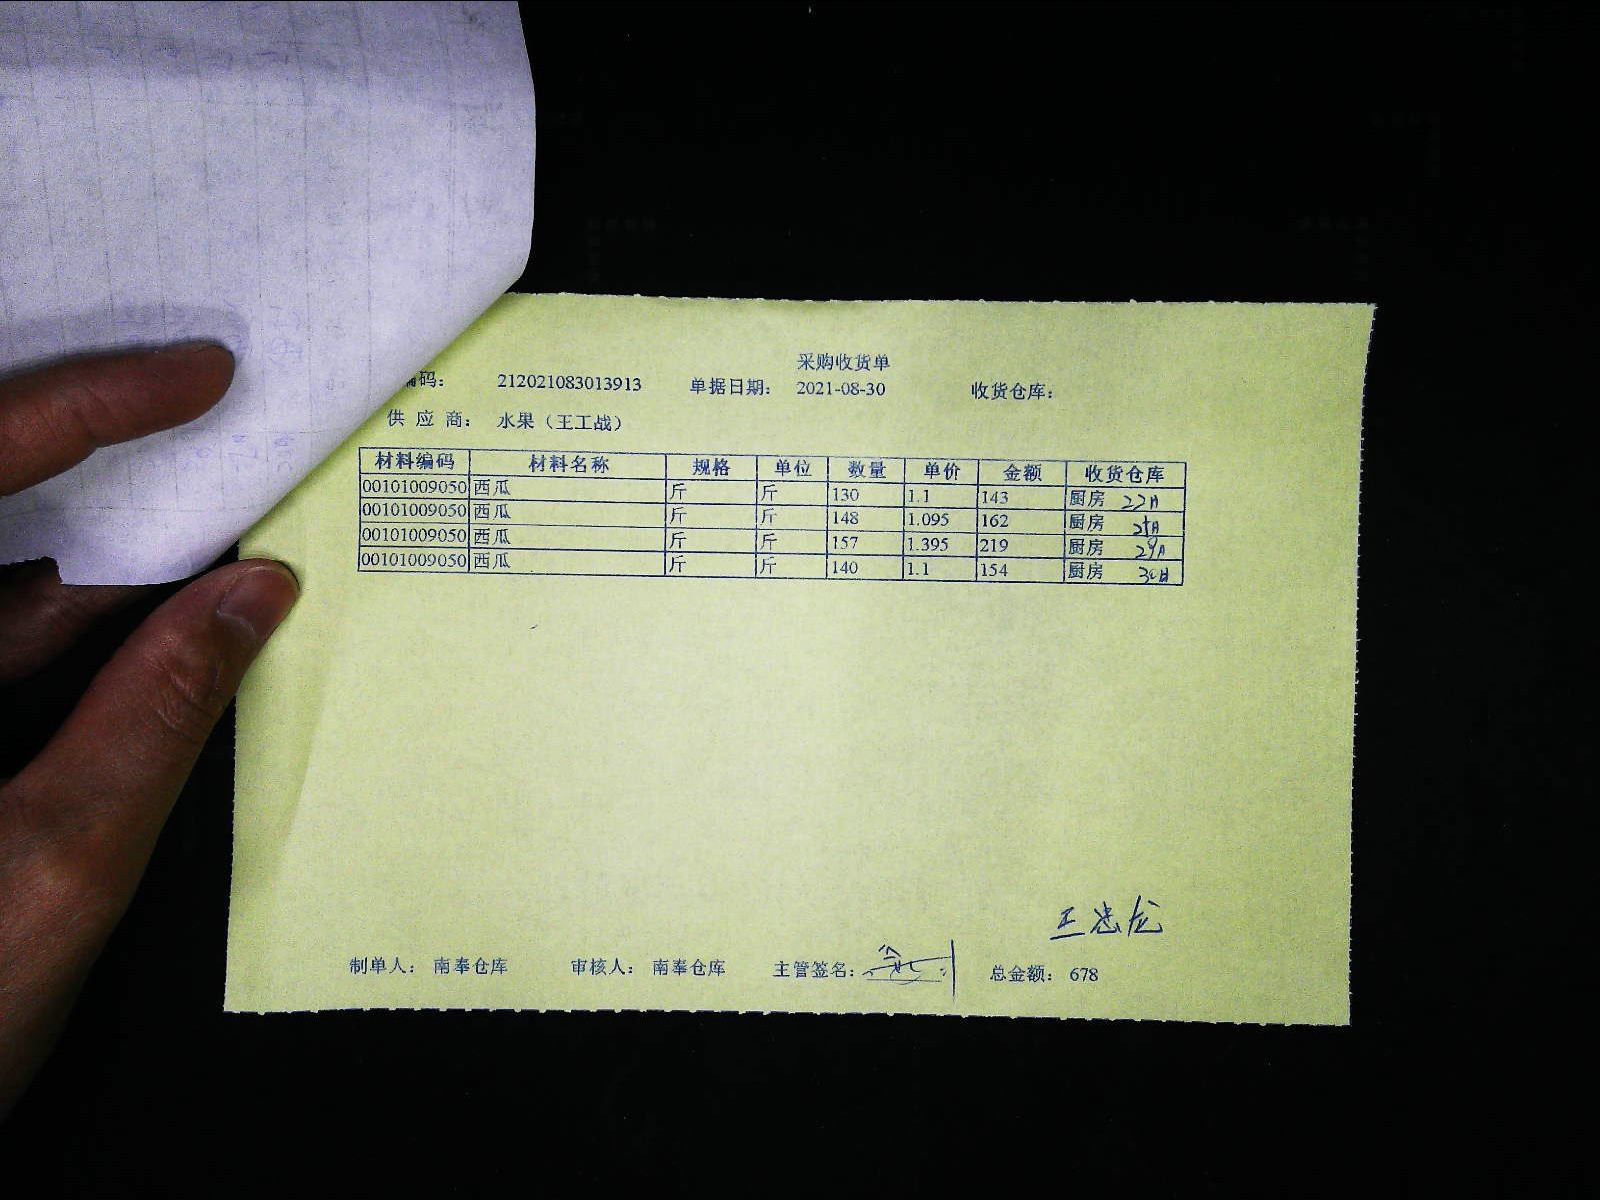 采购收货单
编码： 212021083013913 单据日期： 2021-08-30 收货仓库：
供 应 商： 水果（王工战）
材料编码 材料名称 规格 单位 数量 单价 金额 收货仓库
00101009050 西瓜 斤 斤 130 1.1 143 厨房
00101009050 西瓜 斤 斤 148 1.095 162 厨房
00101009050 西瓜 斤 斤 157 1.395 219 厨房 29日
00101009050 西瓜 斤 斤 140 1.1 154 厨房 30日
王忠龙
制单人： 南奉仓库 审核人： 南奉仓库 主管签名： 总金额： 678